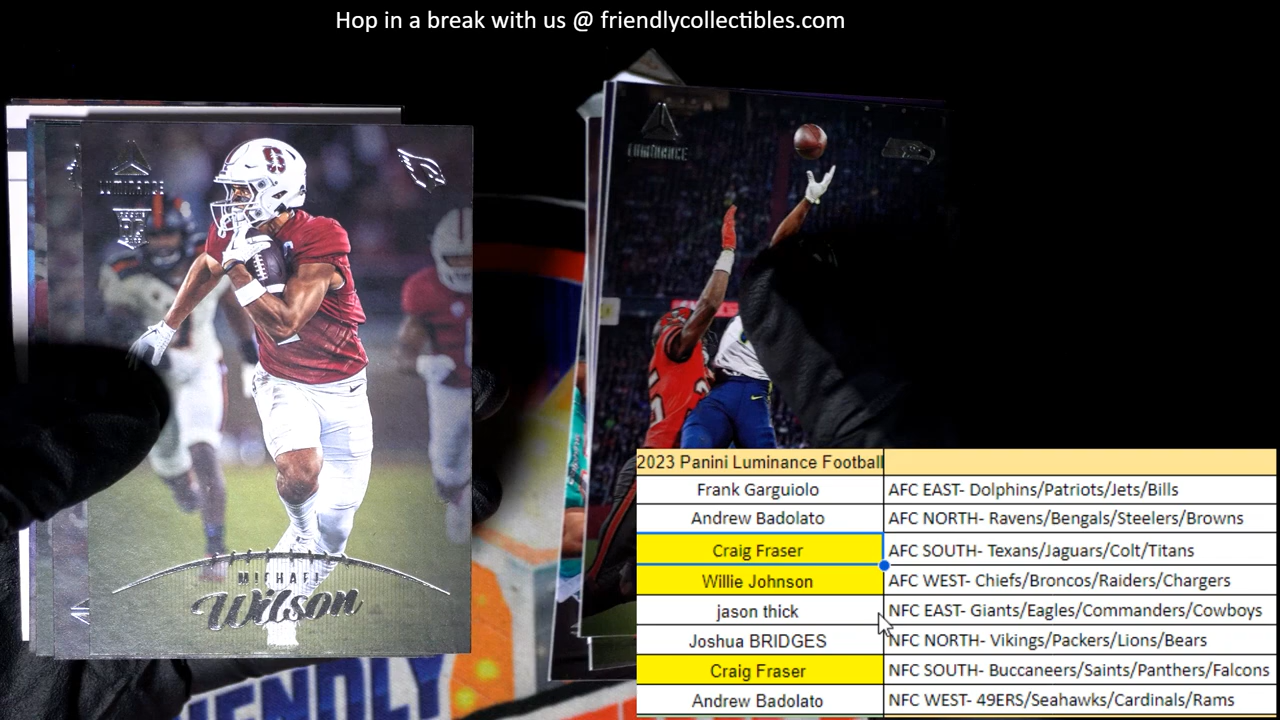 Hop in a break with us @ friendlycollectibles.com
LUMINANCE
LUMINANCE
MICHAEL
Wilson
2023 Panini Luminance Football
Frank Garguiolo AFC EAST- Dolphins/Patriots/Jets/Bills
Andrew Badolato AFC NORTH- Ravens/Bengals/Steelers/Browns
Craig Fraser AFC SOUTH- Texans/Jaguars/Colt/Titans
Willie Johnson AFC WEST- Chiefs/Broncos/Raiders/Chargers
jason thick NFC EAST- Giants/Eagles/Commanders/Cowboys
Joshua BRIDGES NFC NORTH- Vikings/Packers/Lions/Bears
Craig Fraser NFC SOUTH- Buccaneers/Saints/Panthers/Falcons
Andrew Badolato NFC WEST- 49ERS/Seahawks/Cardinals/Rams